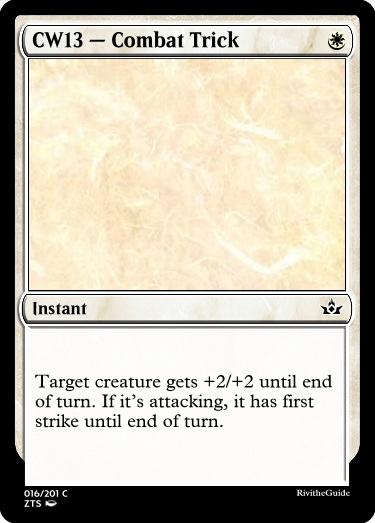 CW13 — Combat Trick
Instant
Target creature gets +2/+2 until end
of turn. If it's attacking, it has first
strike until end of turn.
016/201 C
ZTS
RivitheGuide